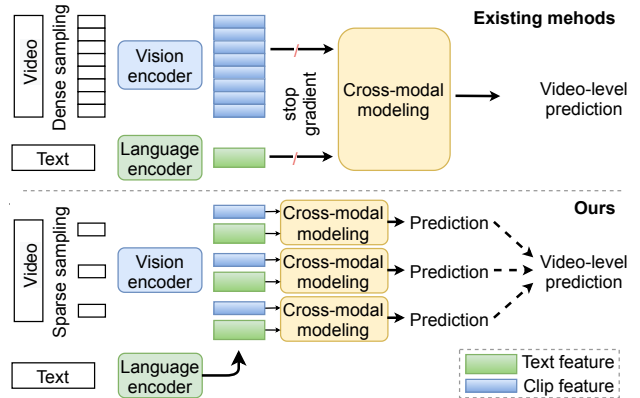 Existing mehods
Video
Dense sampling
Vision
encoder
stop
gradient
Cross-modal
modeling
Video-level
prediction
Text
Language
encoder
Ours
Video
Sparse sampling
Vision
encoder
Cross-modal
modeling
Prediction
Cross-modal
modeling
Prediction
Cross-modal
modeling
Prediction
Video-level
prediction
Text
Language
encoder
Text feature
Clip feature